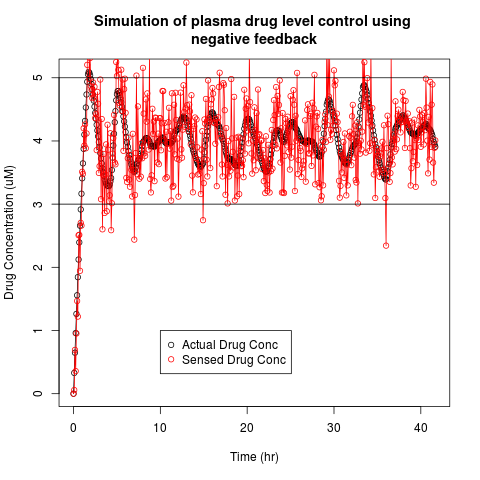 Simulation of plasma drug level control using
negative feedback
Drug Concentration (uM)
5
4
3
2
1
0
Actual Drug Conc
Sensed Drug Conc
0 10 20 30 40
Time (hr)